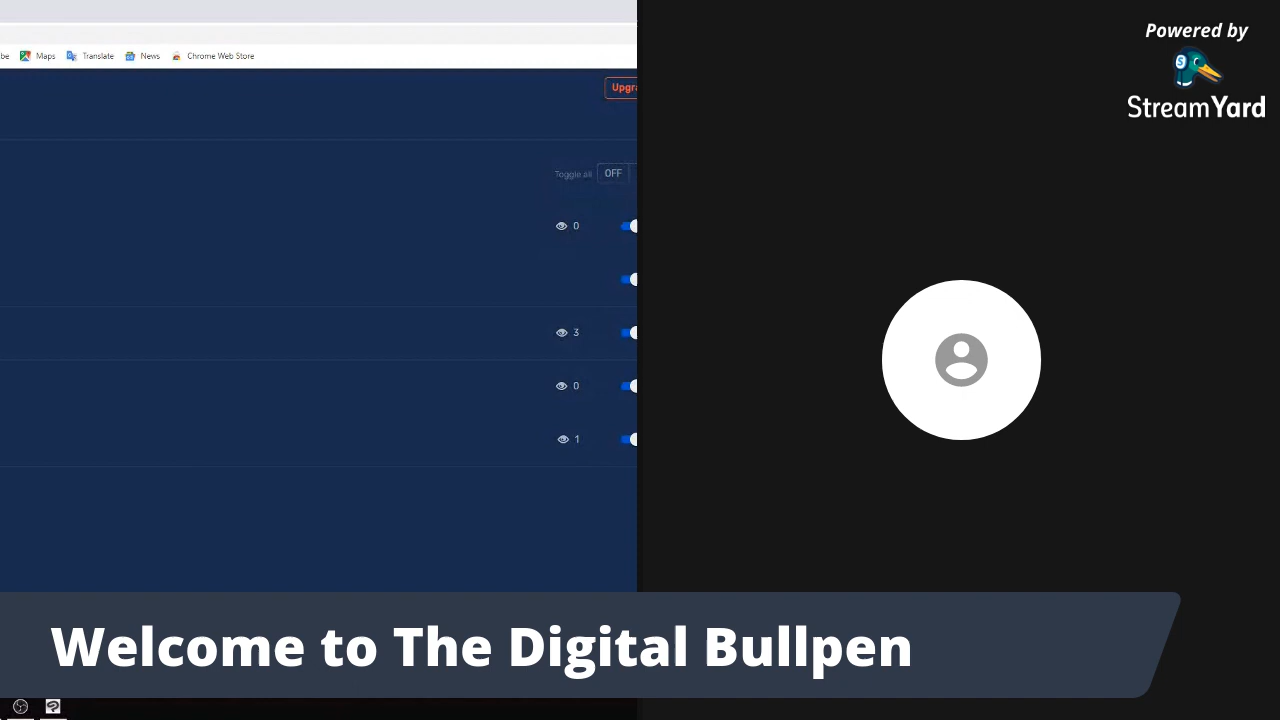 be Maps Translate News Chrome Web Store
Upgra
Toggle all OFF
0
3
0
1
Powered by
StreamYard
Welcome to The Digital Bullpen